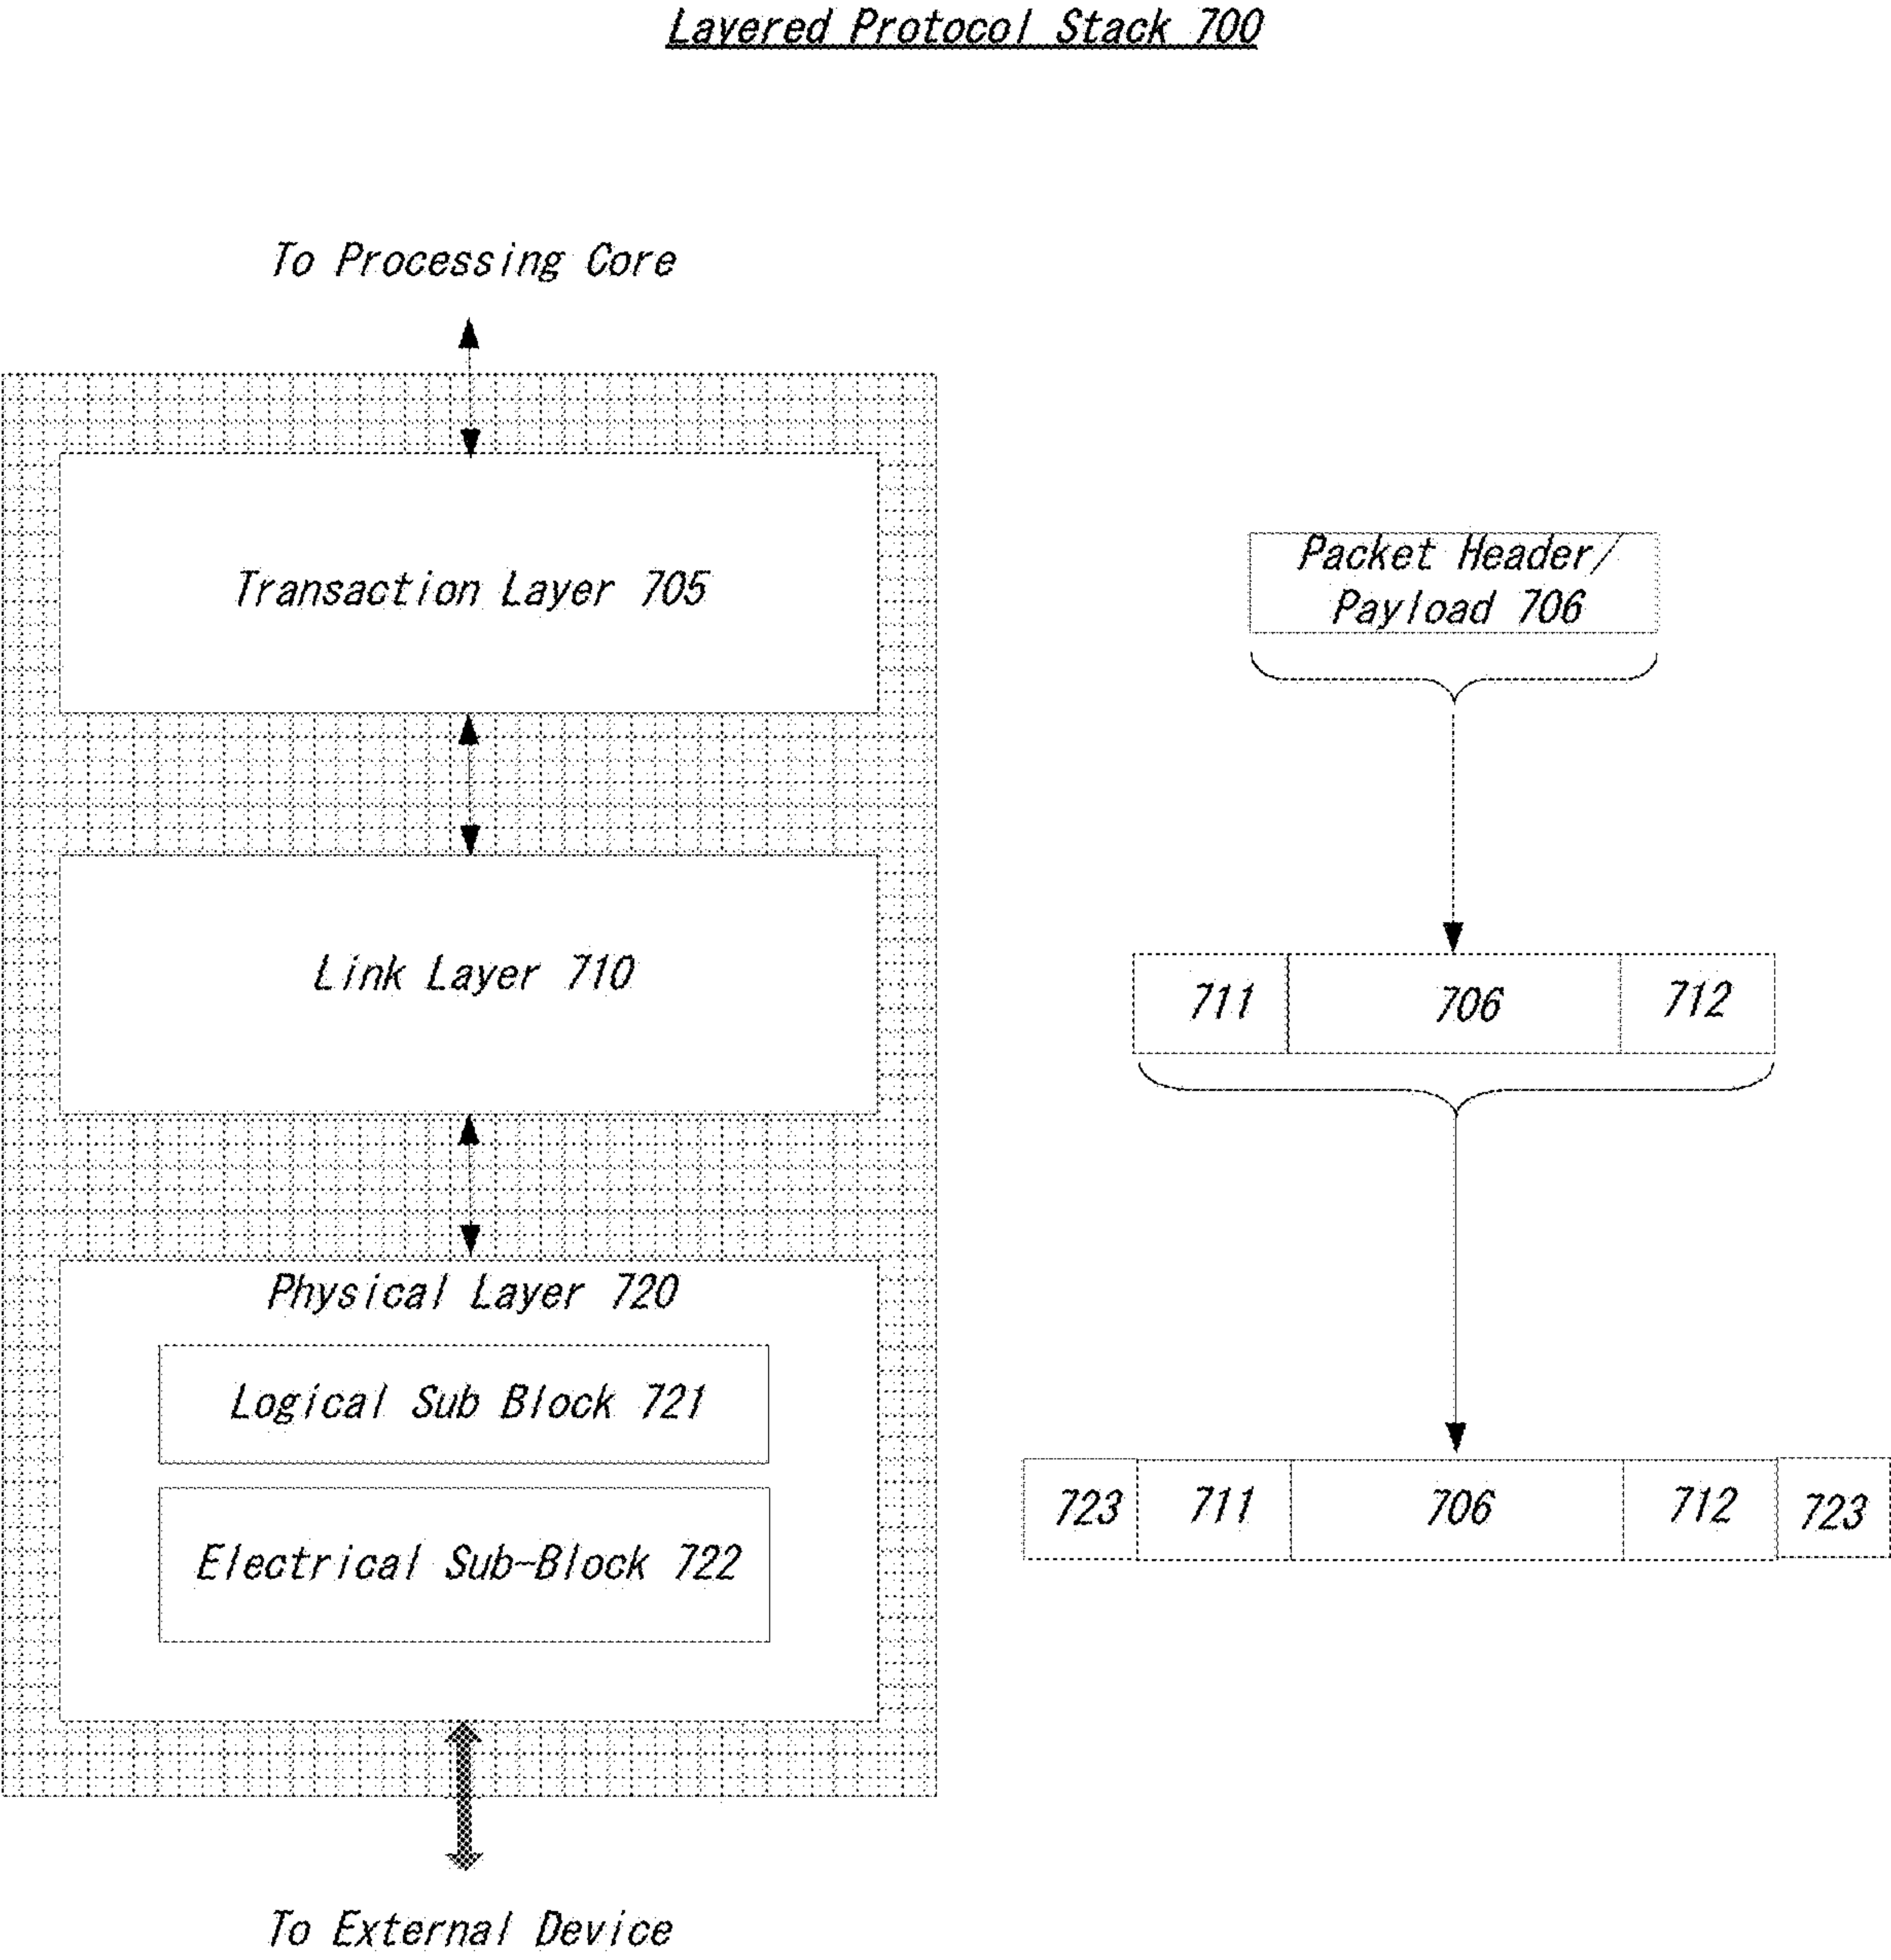 Layered Protocol Stack 700
To Processing Core
Transaction Layer 705
Packet Header/
Payload 706
Link Layer 710
711 706 712
Physical Layer 720
Logical Sub Block 721
Electrical Sub-Block 722
723 711 706 712 723
To External Device